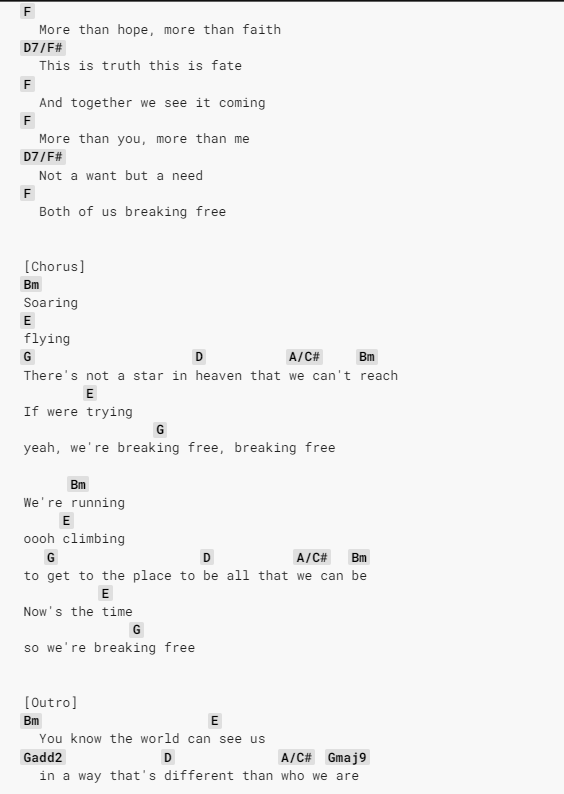 F
More than hope, more than faith
D7/F#
This is truth this is fate
F
And together we see it coming
F
More than you, more than me
D7/F#
Not a want but a need
F
Both of us breaking free
[Chorus]
Bm
Soaring
E
flying
G D A/C# Bm
There's not a star in heaven that we can't reach
E
If were trying
G
yeah, we're breaking free, breaking free
Bm
We're running
E
oooh climbing
G D A/C# Bm
to get to the place to be all that we can be
E
Now's the time
G
so we're breaking free
[Outro]
Bm E
You know the world can see us
Gadd2 D A/C# Gmaj9
in a way that's different than who we are